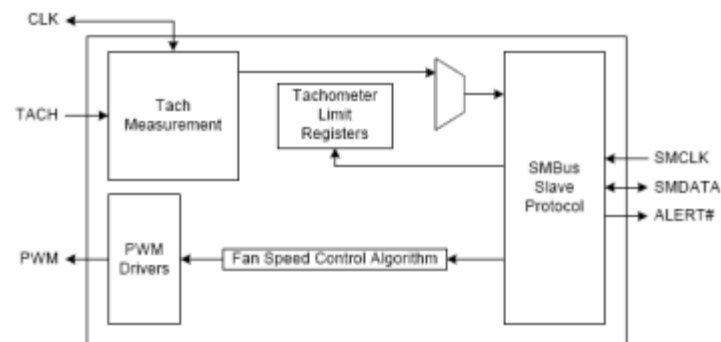 CLK
TACH
Tach
Measurement
Tachometer
Limit
Registers
SMBus
Slave
Protocol
SMCLK
SMDATA
ALERT#
PWM
PWM
Drivers
Fan Speed Control Algorithm